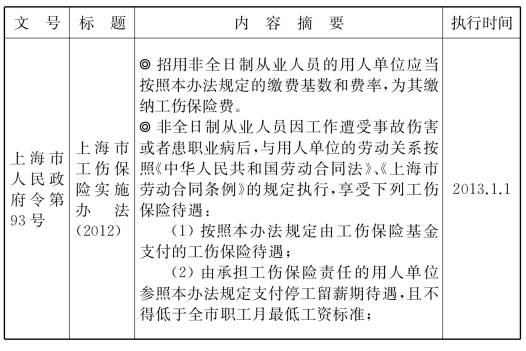 文 号 标 题 内 容 摘 要 执行时间
◎ 招用非全日制从业人员的用人单位应当
按照本办法规定的缴费基数和费率，为其缴
纳工伤保险费。
◎ 非全日制从业人员因工作遭受事故伤害
或者患职业病后，与用人单位的劳动关系按
照《中华人民共和国劳动合同法》、《上海市
劳动合同条例》的规定执行，享受下列工伤
保险待遇：
（1）按照本办法规定由工伤保险基金
支付的工伤保险待遇；
（2）由承担工伤保险责任的用人单位
参照本办法规定支付停工留薪期待遇，且不
得低于全市职工月最低工资标准；
上海市
人民政
府令第
93号
上海市
工伤保
险实施
办 法
(2012)
2013.1.1